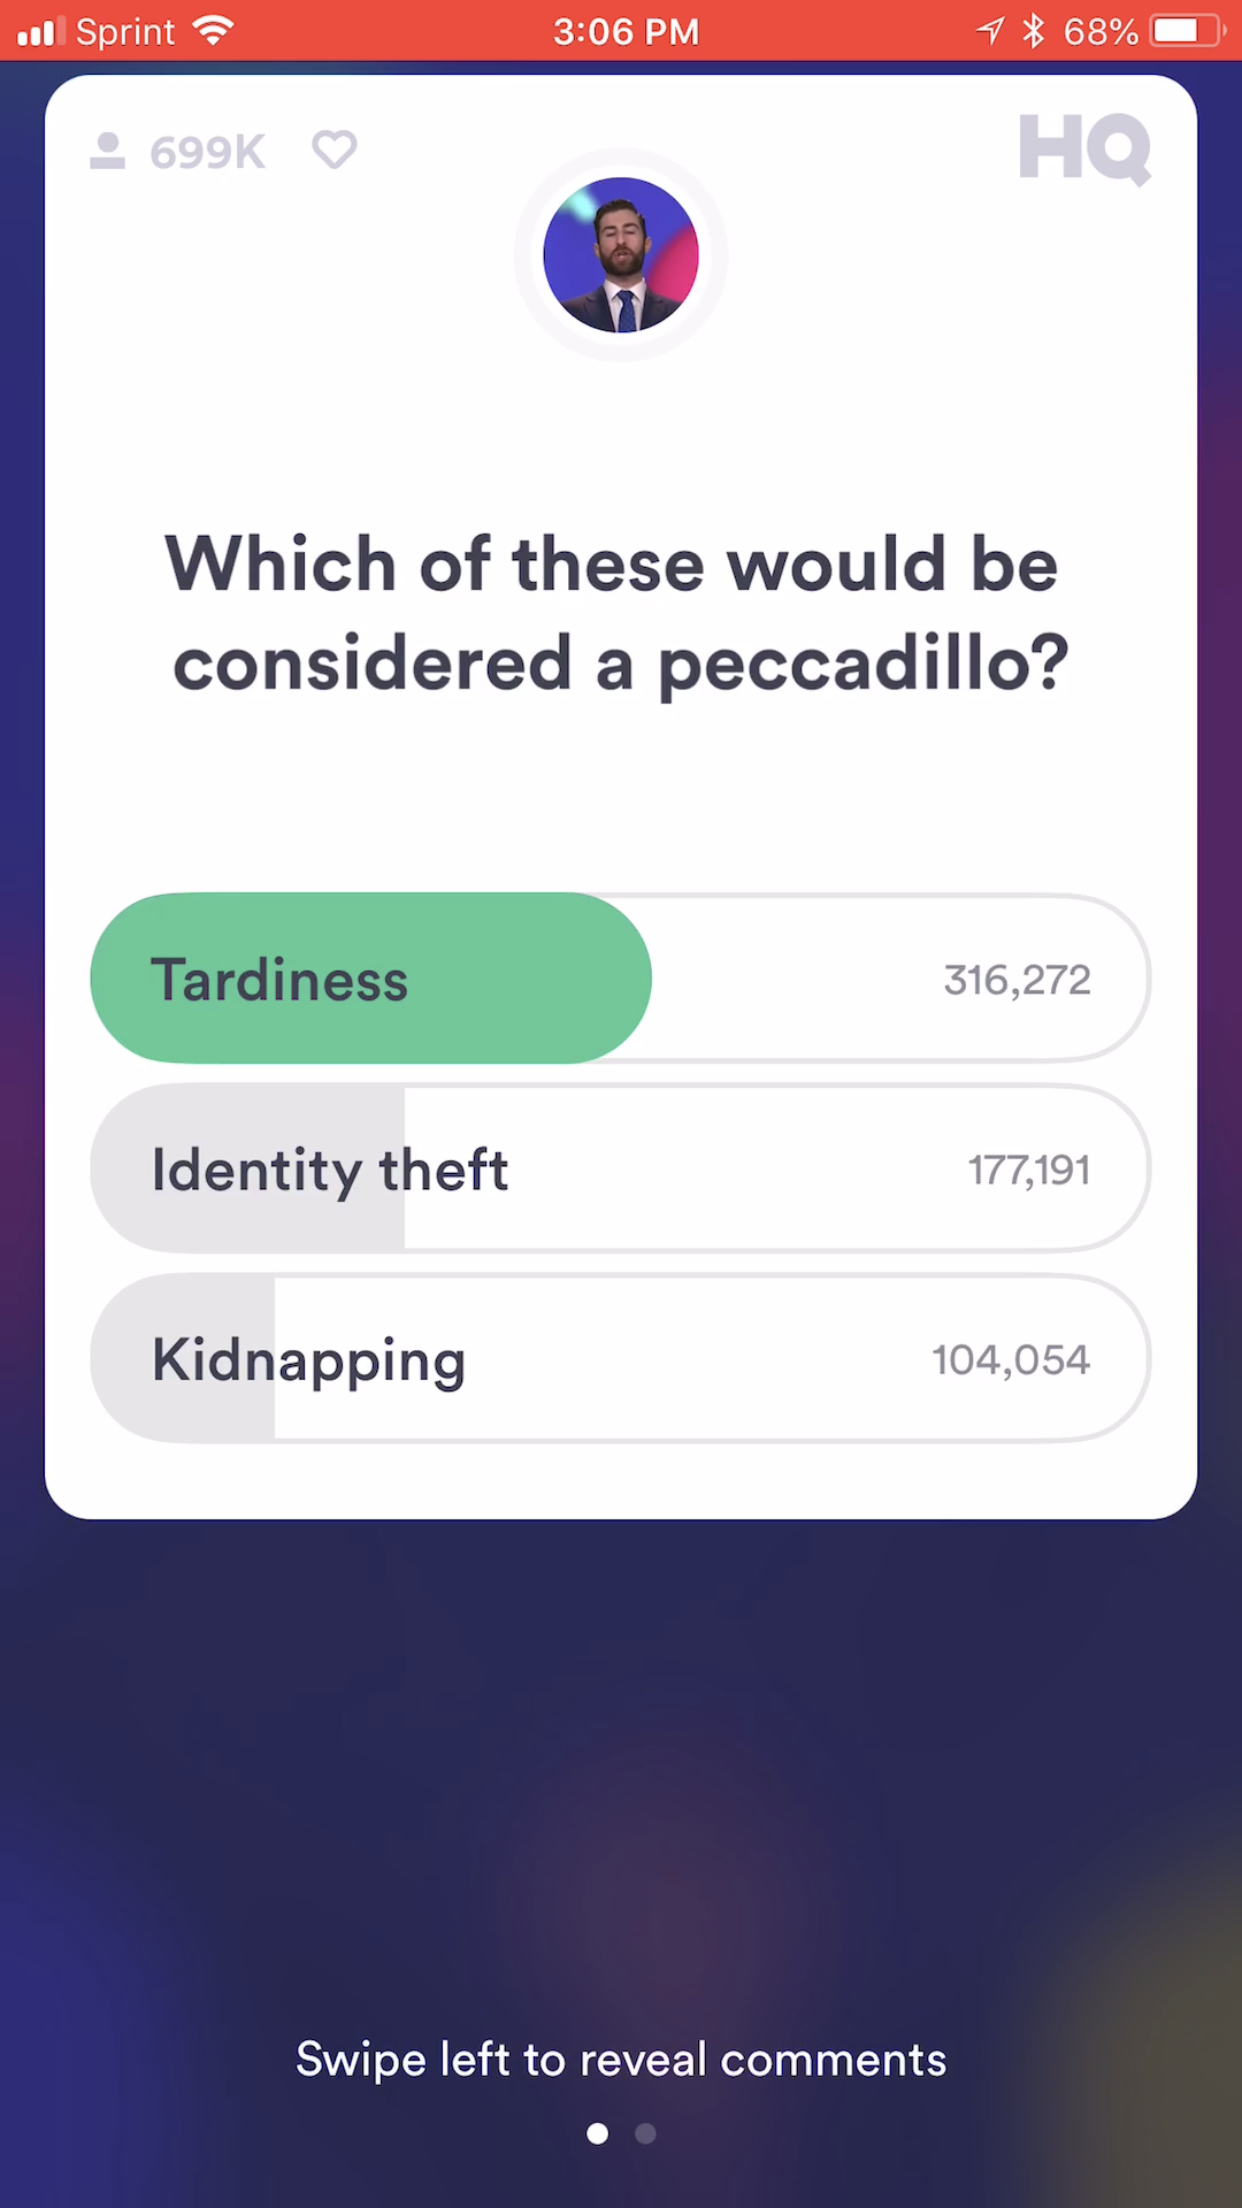 Sprint 3:06 PM 68%
699K HQ
Which of these would be
considered a peccadillo?
Tardiness 316,272
Identity theft 177,191
Kidnapping 104,054
Swipe left to reveal comments